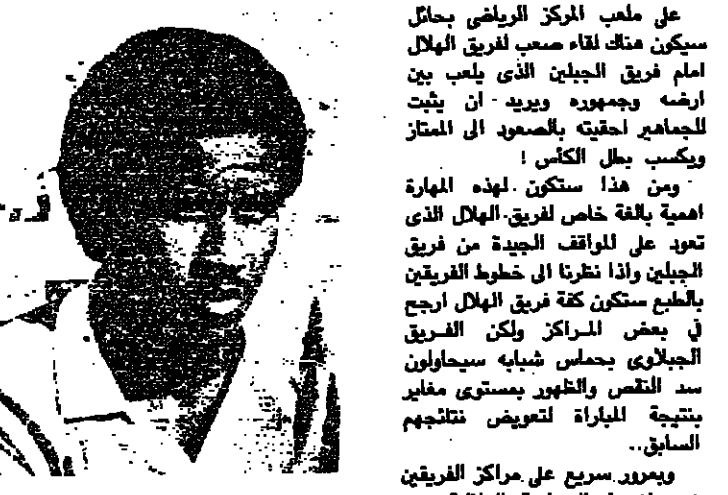 على ملعب المركز الرياضى بحائل
سيكون هناك لقاء صعب لفريق الهلال
امام فريق الجبلين الذى يلعب بين
ارضه وجمهوره ويريد - ان يثبت
للجماهير احقيته بالصعود الى الممتاز
ويكسب بطل الكأس !
ومن هذا ستكون لهذه المهارة
اهمية بالغة خاص لفريق الهلال الذى
تعود على المواقف الجيدة من فريق
الجبلين واذا نظرنا الى خطوط الفريقين
بالطبع ستكون كفة فريق الهلال ارجح
في بعض المراكز ولكن الفريق
الجبلاوى بحماس شبابه سيحاولون
سد النقص والظهور بمستوى مغاير
بنتيجة المباراة لتعويض نتائجهم
السابق..
وبمرور سريع على مراكز الفريقين